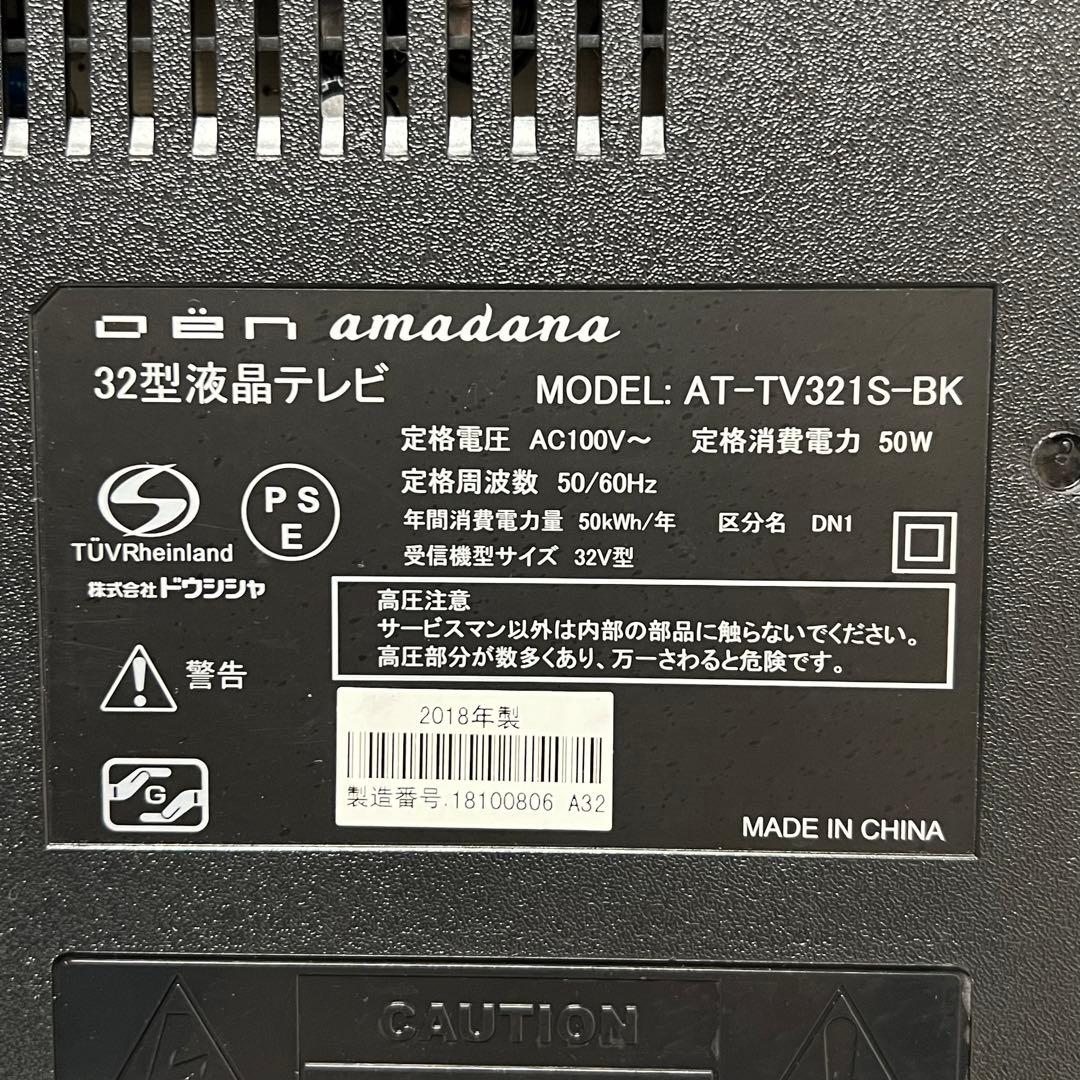 oën amadana
32型液晶テレビ MODEL: AT-TV321S-BK
定格電圧 AC100V～ 定格消費電力 50W
定格周波数 50/60Hz
年間消費電力量 50kWh/年 区分名 DN1
受信機型サイズ 32V型
PS
E
TÜVRheinland
株式会社ドウシシャ
高圧注意
サービスマン以外は内部の部品に触らないでください。
高圧部分が数多くあり、万一さわると危険です。
警告
2018年製
製造番号.18100806 A32
G
MADE IN CHINA
CAUTION